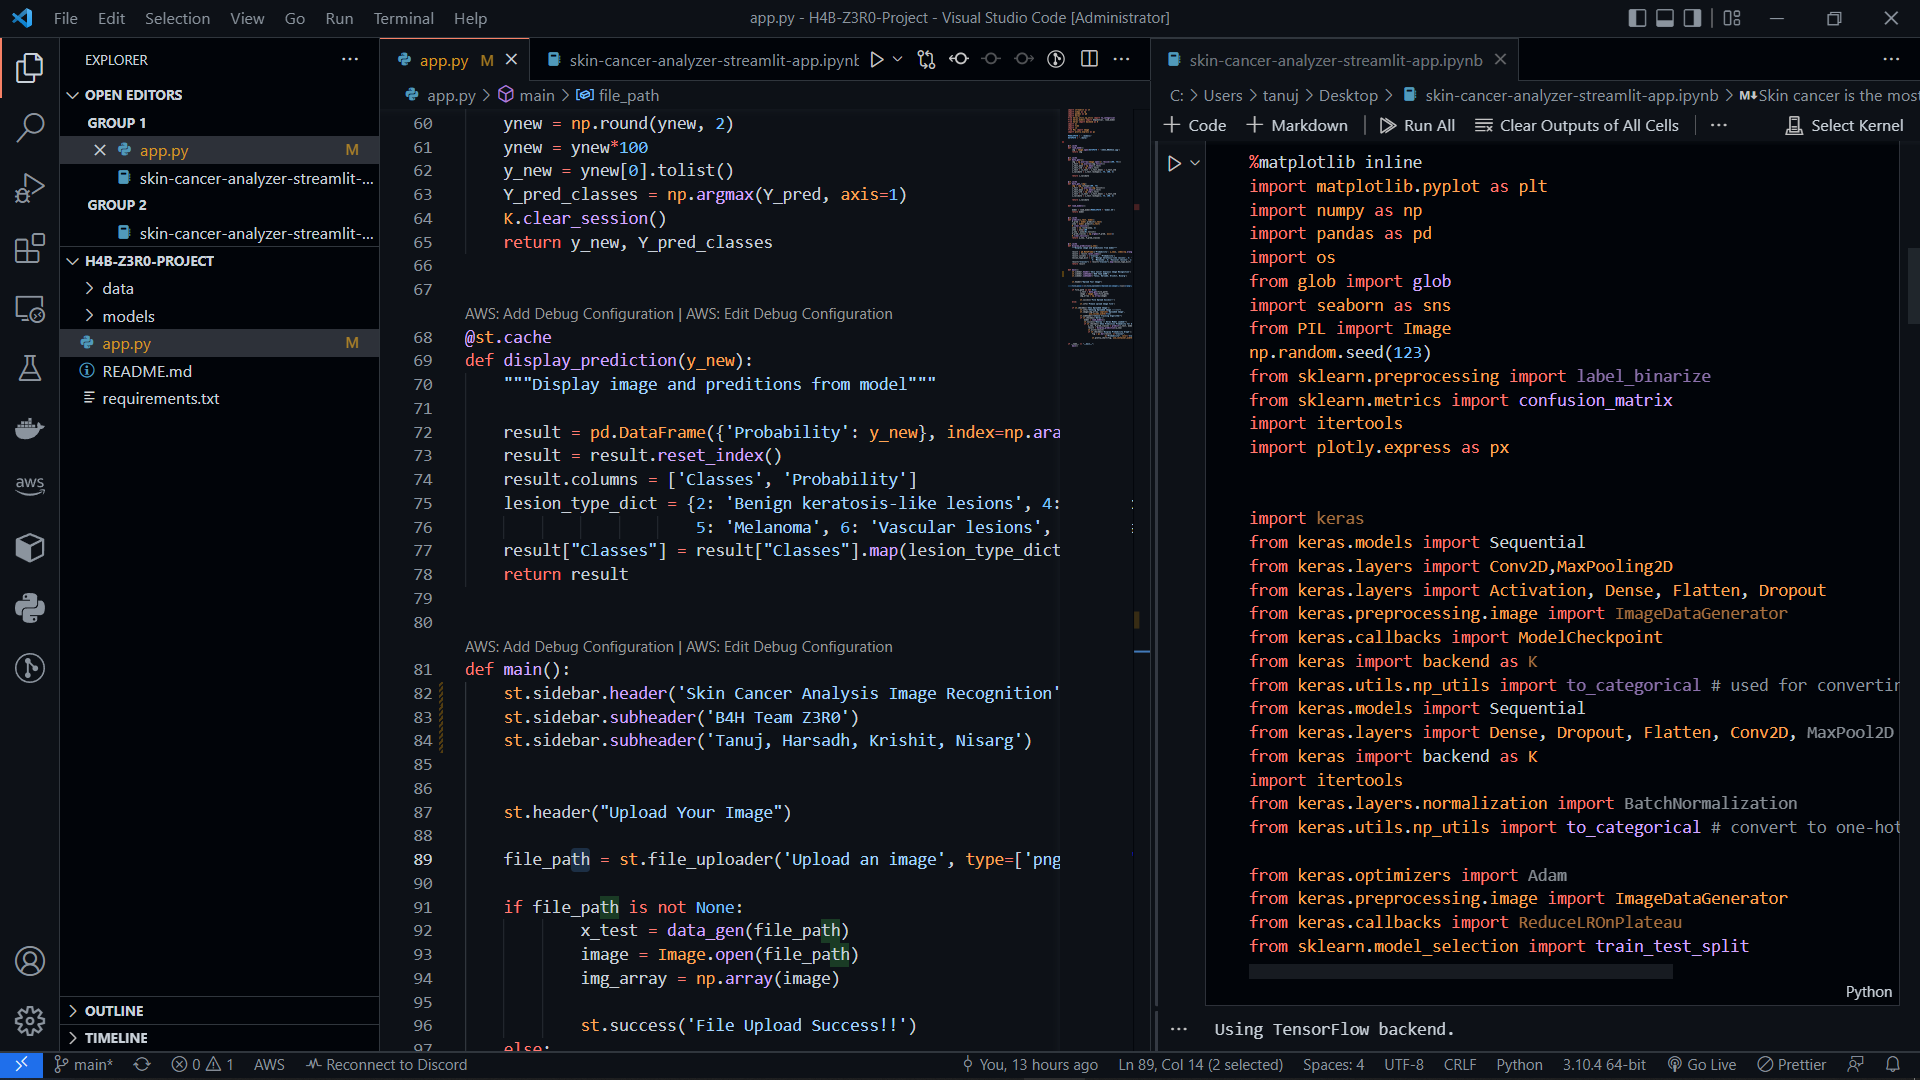 File Edit Selection View Go Run Terminal Help
app.py - H4B-Z3R0-Project - Visual Studio Code [Administrator]
EXPLORER
OPEN EDITORS
GROUP 1
app.py M
skin-cancer-analyzer-streamlit-...
GROUP 2
skin-cancer-analyzer-streamlit-...
H4B-Z3R0-PROJECT
data
models
app.py M
README.md
requirements.txt
OUTLINE
TIMELINE
aws
app.py M
skin-cancer-analyzer-streamlit-app.ipynb
app.py > main > file_path
60 ynew = np.round(ynew, 2)
61 ynew = ynew*100
62 y_new = ynew[0].tolist()
63 Y_pred_classes = np.argmax(Y_pred, axis=1)
64 K.clear_session()
65 return y_new, Y_pred_classes
66
67
AWS: Add Debug Configuration | AWS: Edit Debug Configuration
68 @st.cache
69 def display_prediction(y_new):
70 """Display image and preditions from model"""
71
72 result = pd.DataFrame({'Probability': y_new}, index=np.ara
73 result = result.reset_index()
74 result.columns = ['Classes', 'Probability']
75 lesion_type_dict = {2: 'Benign keratosis-like lesions', 4:
76 5: 'Melanoma', 6: 'Vascular lesions',
77 result["Classes"] = result["Classes"].map(lesion_type_dict
78 return result
79
80
AWS: Add Debug Configuration | AWS: Edit Debug Configuration
81 def main():
82 st.sidebar.header('Skin Cancer Analysis Image Recognition'
83 st.sidebar.subheader('B4H Team Z3R0')
84 st.sidebar.subheader('Tanuj, Harsadh, Krishit, Nisarg')
85
86
87 st.header("Upload Your Image")
88
89 file_path = st.file_uploader('Upload an image', type=['png
90
91 if file_path is not None:
92 x_test = data_gen(file_path)
93 image = Image.open(file_path)
94 img_array = np.array(image)
95
96 st.success('File Upload Success!!')
97 else:
skin-cancer-analyzer-streamlit-app.ipynb
C: > Users > tanuj > Desktop > skin-cancer-analyzer-streamlit-app.ipynb > M Skin cancer is the mos
Code Markdown Run All Clear Outputs of All Cells Select Kernel
%matplotlib inline
import matplotlib.pyplot as plt
import numpy as np
import pandas as pd
import os
from glob import glob
import seaborn as sns
from PIL import Image
np.random.seed(123)
from sklearn.preprocessing import label_binarize
from sklearn.metrics import confusion_matrix
import itertools
import plotly.express as px
import keras
from keras.models import Sequential
from keras.layers import Conv2D,MaxPooling2D
from keras.layers import Activation, Dense, Flatten, Dropout
from keras.preprocessing.image import ImageDataGenerator
from keras.callbacks import ModelCheckpoint
from keras import backend as K
from keras.utils.np_utils import to_categorical # used for convertin
from keras.models import Sequential
from keras.layers import Dense, Dropout, Flatten, Conv2D, MaxPool2D
from keras import backend as K
import itertools
from keras.layers.normalization import BatchNormalization
from keras.utils.np_utils import to_categorical # convert to one-hot
from keras.optimizers import Adam
from keras.preprocessing.image import ImageDataGenerator
from keras.callbacks import ReduceLROnPlateau
from sklearn.model_selection import train_test_split
Python
Using TensorFlow backend.
main* 0 1 AWS Reconnect to Discord
You, 13 hours ago Ln 89, Col 14 (2 selected) Spaces: 4 UTF-8 CRLF Python 3.10.4 64-bit Go Live Prettier